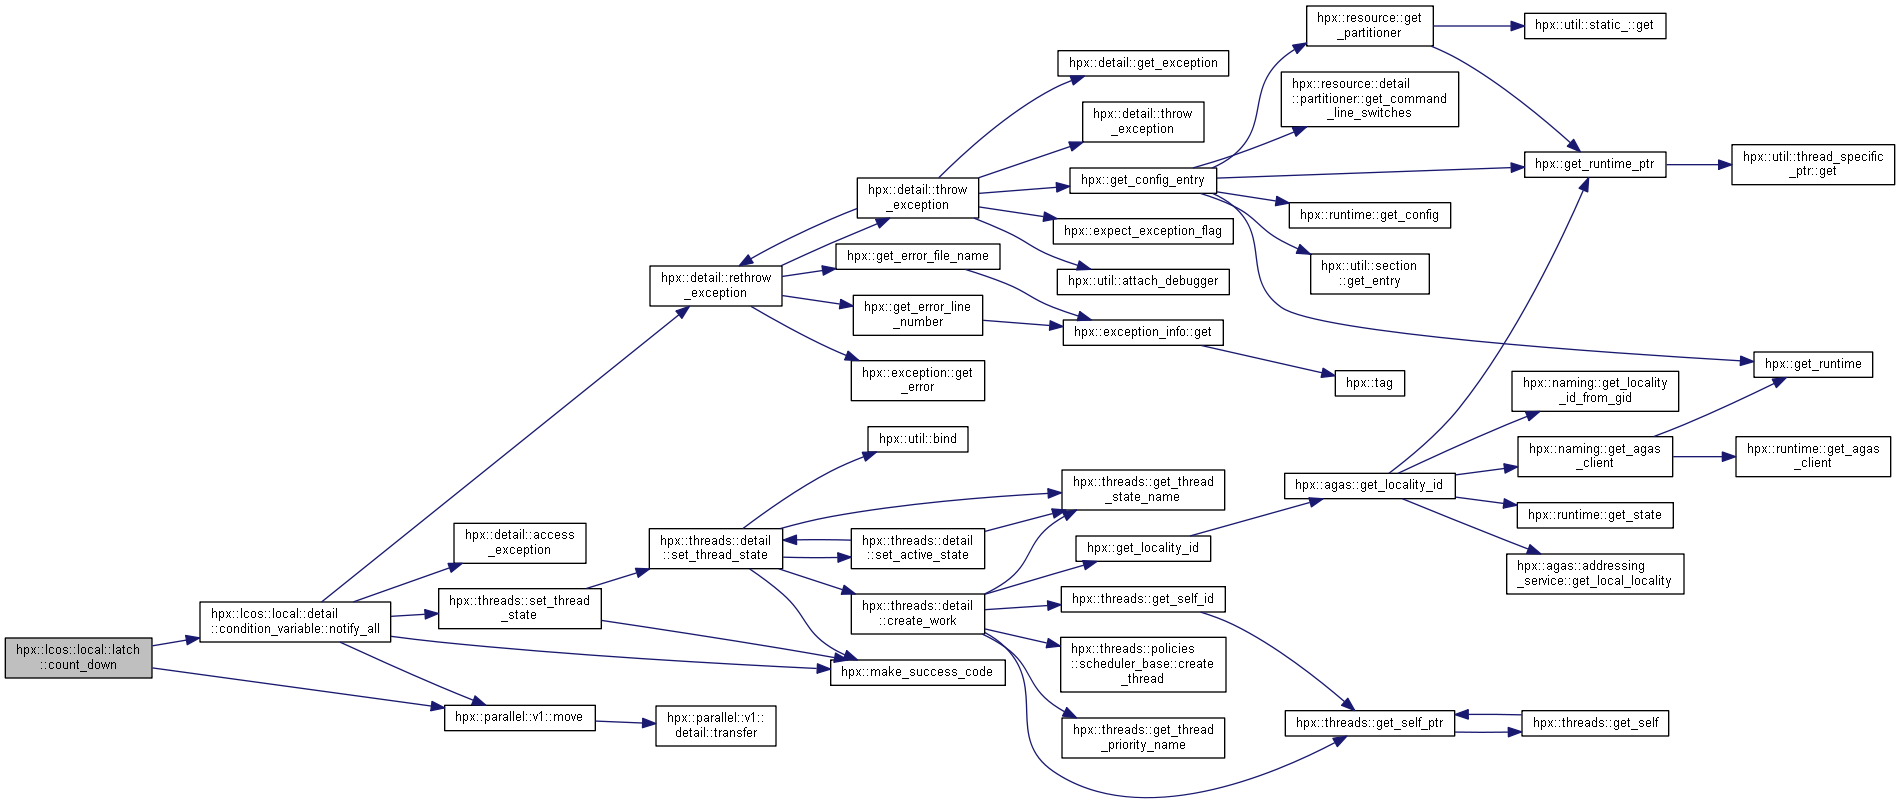 hpx::lcos::local::latch
::count_down
hpx::lcos::local::detail
::condition_variable::notify_all
hpx::detail::rethrow
_exception
hpx::detail::access
_exception
hpx::threads::set_thread
_state
hpx::parallel::v1::move
hpx::parallel::v1::
detail::transfer
hpx::threads::detail
::set_thread_state
hpx::detail::throw
_exception
hpx::get_error_file_name
hpx::get_error_line
_number
hpx::exception::get
_error
hpx::util::bind
hpx::threads::detail
::set_active_state
hpx::threads::detail
::create_work
hpx::make_success_code
hpx::detail::get_exception
hpx::detail::throw
_exception
hpx::get_config_entry
hpx::expect_exception_flag
hpx::util::attach_debugger
hpx::exception_info::get
hpx::threads::get_thread
_state_name
hpx::get_locality_id
hpx::threads::get_self_id
hpx::threads::policies
::scheduler_base::create
_thread
hpx::threads::get_thread
_priority_name
hpx::resource::get
_partitioner
hpx::resource::detail
::partitioner::get_command
_line_switches
hpx::runtime::get_config
hpx::util::section
::get_entry
hpx::tag
hpx::agas::get_locality_id
hpx::threads::get_self_ptr
hpx::util::static_::get
hpx::get_runtime_ptr
hpx::naming::get_locality
_id_from_gid
hpx::naming::get_agas
_client
hpx::runtime::get_state
hpx::agas::addressing
_service::get_local_locality
hpx::threads::get_self
hpx::util::thread_specific
_ptr::get
hpx::get_runtime
hpx::runtime::get_agas
_client